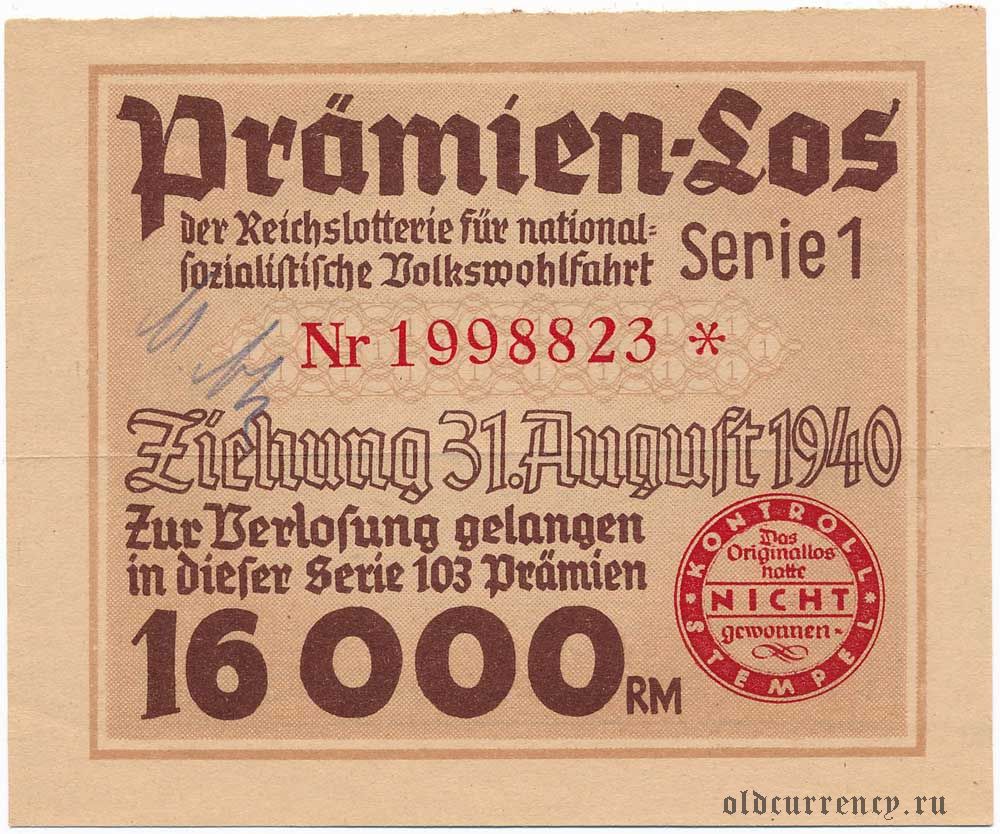 Prämien-Los
der Reichslotterie für national=
sozialistische Volkswohlfahrt
Serie 1
Nr 1998823 *
Ziehung 31. August 1940
Zur Verlosung gelangen
in dieser Serie 103 Prämien
16 000 RM
KONTROLL
Das
Originallos
hatte
NICHT
gewonnen
STEMPEL
oldcurrency.ru